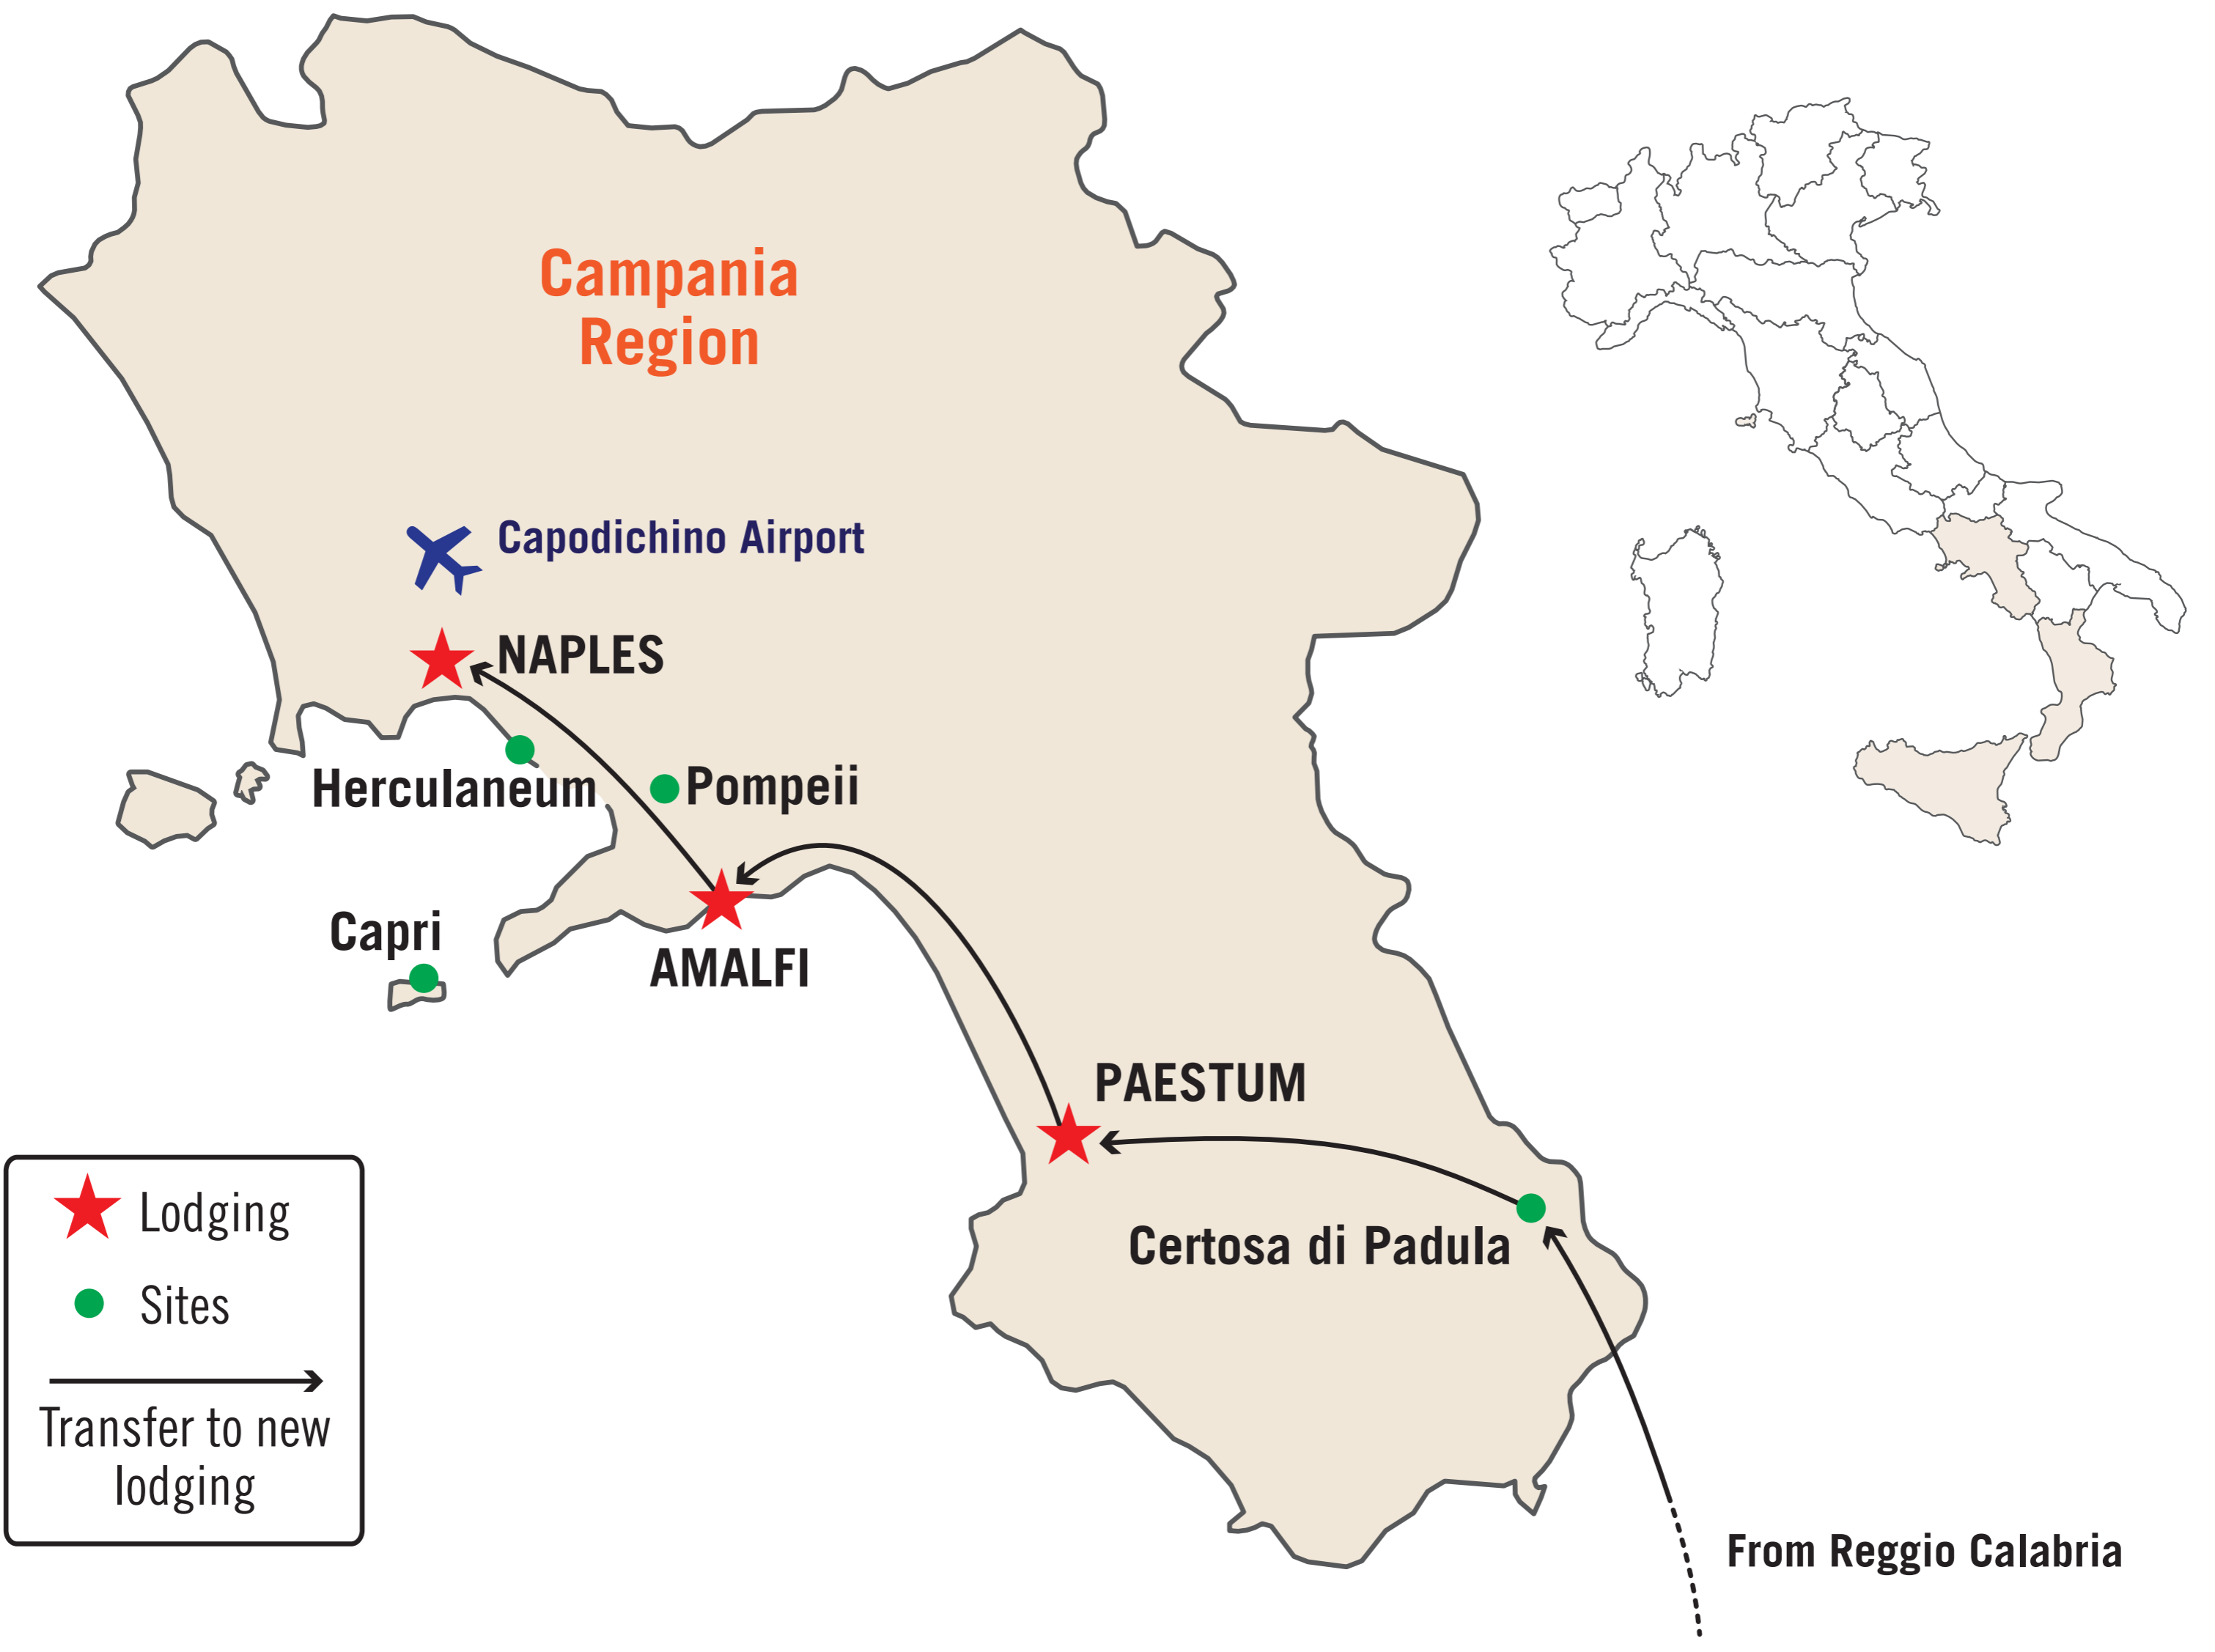 Campania
Region
Capodichino Airport
NAPLES
Herculaneum
Pompeii
Capri
AMALFI
PAESTUM
Certosa di Padula
Lodging
Sites
Transfer to new
lodging
From Reggio Calabria